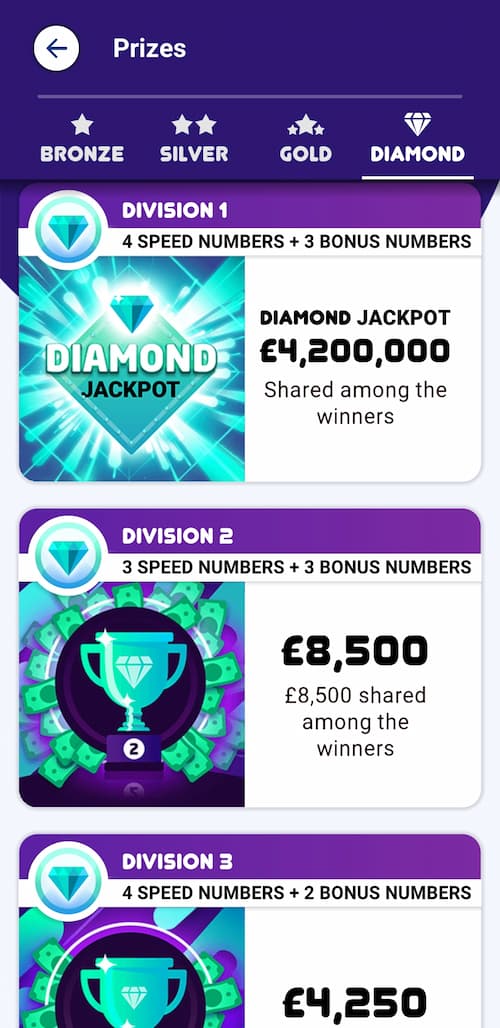 Prizes
BRONZE SILVER GOLD DIAMOND
DIVISION 1
4 SPEED NUMBERS + 3 BONUS NUMBERS
DIAMOND
JACKPOT
DIAMOND JACKPOT
£4,200,000
Shared among the
winners
DIVISION 2
3 SPEED NUMBERS + 3 BONUS NUMBERS
2
£8,500
£8,500 shared
among the
winners
DIVISION 3
4 SPEED NUMBERS + 2 BONUS NUMBERS
£4,250